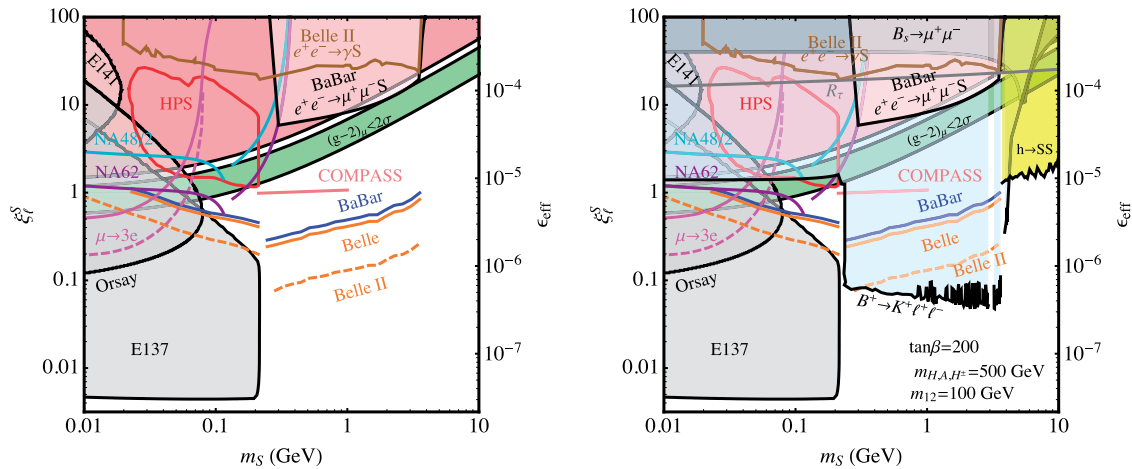 100
10
1
0.1
0.01
ξ_ℓ^S
E141
HPS
Belle II
e⁺e⁻→γS
BaBar
e⁺e⁻→μ⁺μ⁻S
(g−2)_μ<2σ
NA48/2
NA62
COMPASS
BaBar
Belle
Belle II
μ→3e
Orsay
E137
10⁻⁴
10⁻⁵
10⁻⁶
10⁻⁷
ϵ_eff
0.01 0.1 1 10
m_S (GeV)
100
10
1
0.1
0.01
ξ_ℓ^S
E141
HPS
Belle II
e⁺e⁻→γS
B_s→μ⁺μ⁻
BaBar
e⁺e⁻→μ⁺μ⁻S
R_τ
(g−2)_μ<2σ
h→SS
NA48/2
NA62
COMPASS
BaBar
Belle
Belle II
B⁺→K⁺ℓ⁺ℓ⁻
μ→3e
Orsay
E137
tanβ=200
m_{H,A,H±}=500 GeV
m₁₂=100 GeV
10⁻⁴
10⁻⁵
10⁻⁶
10⁻⁷
ϵ_eff
0.01 0.1 1 10
m_S (GeV)